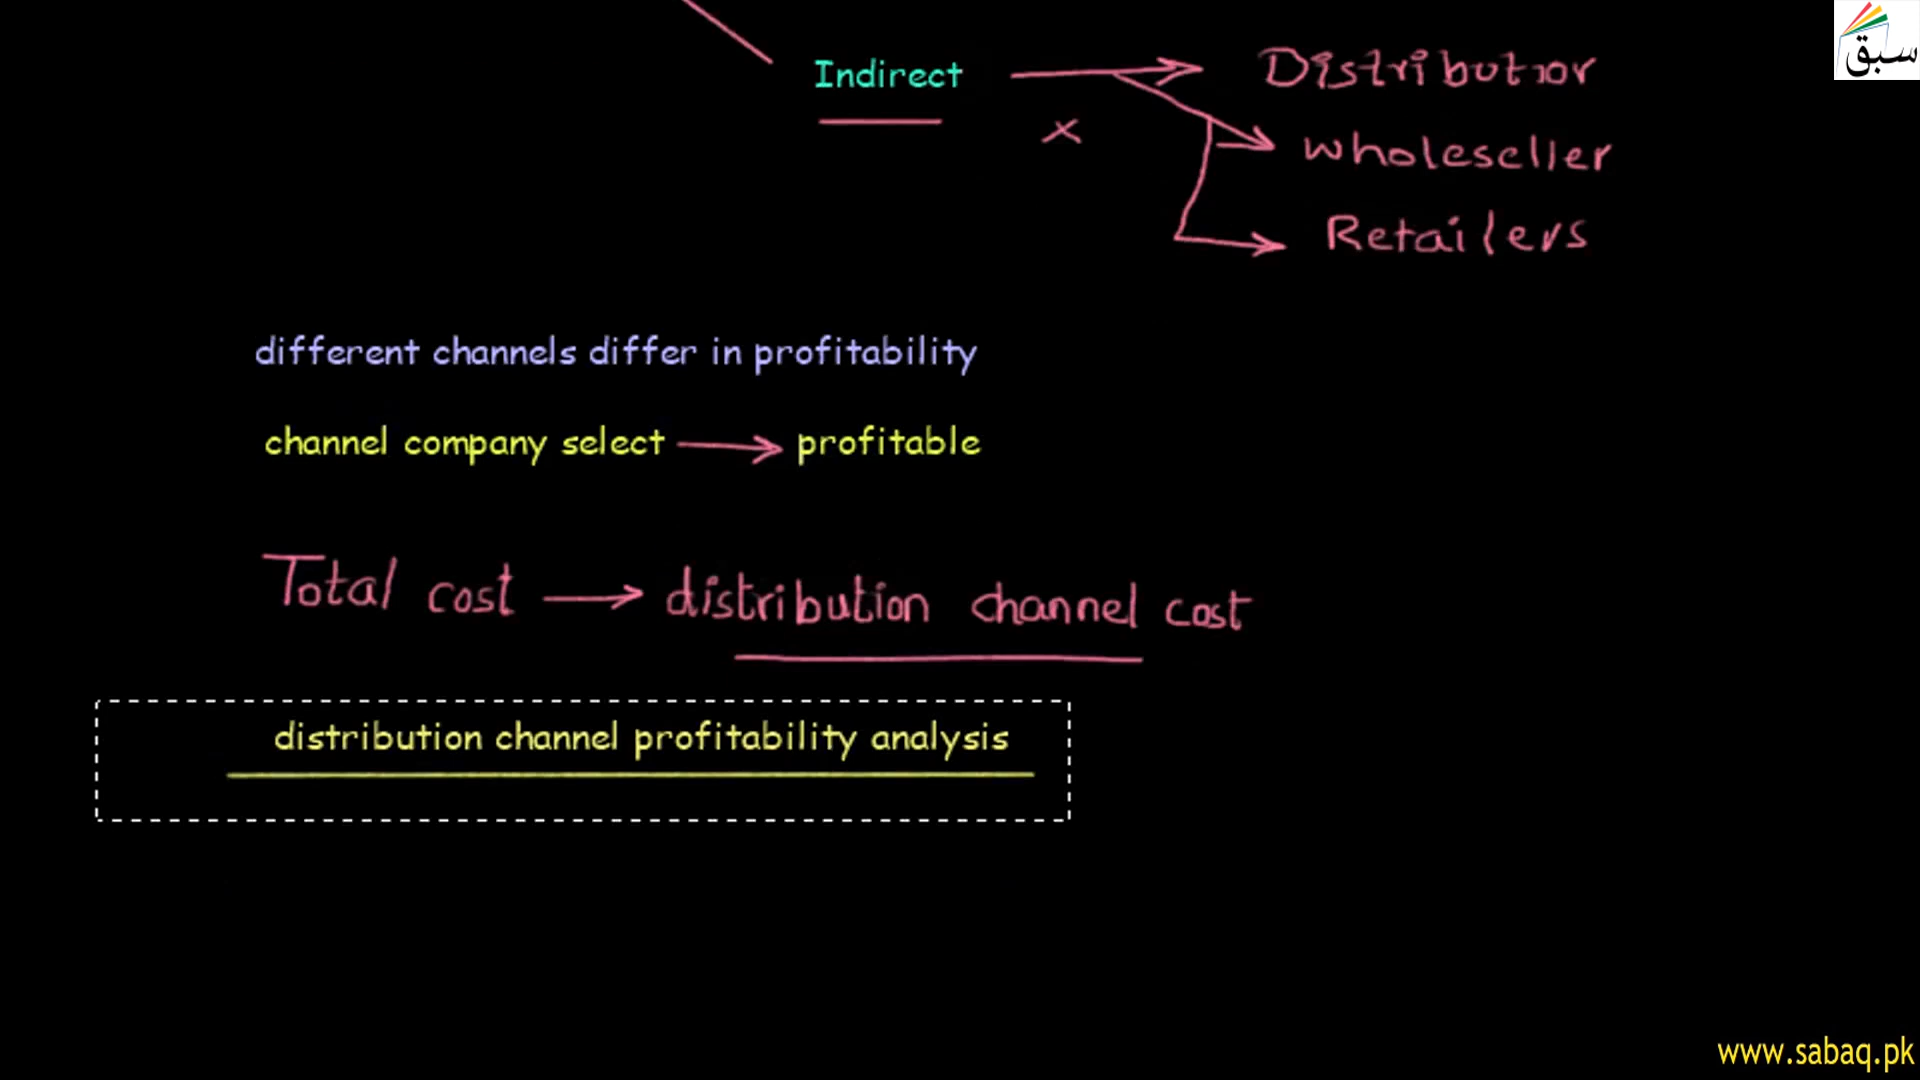 سبق
Indirect
Distributior
x
wholeseller
Retailers
different channels differ in profitability
channel company select → profitable
Total cost → distribution channel cost
distribution channel profitability analysis
www.sabaq.pk